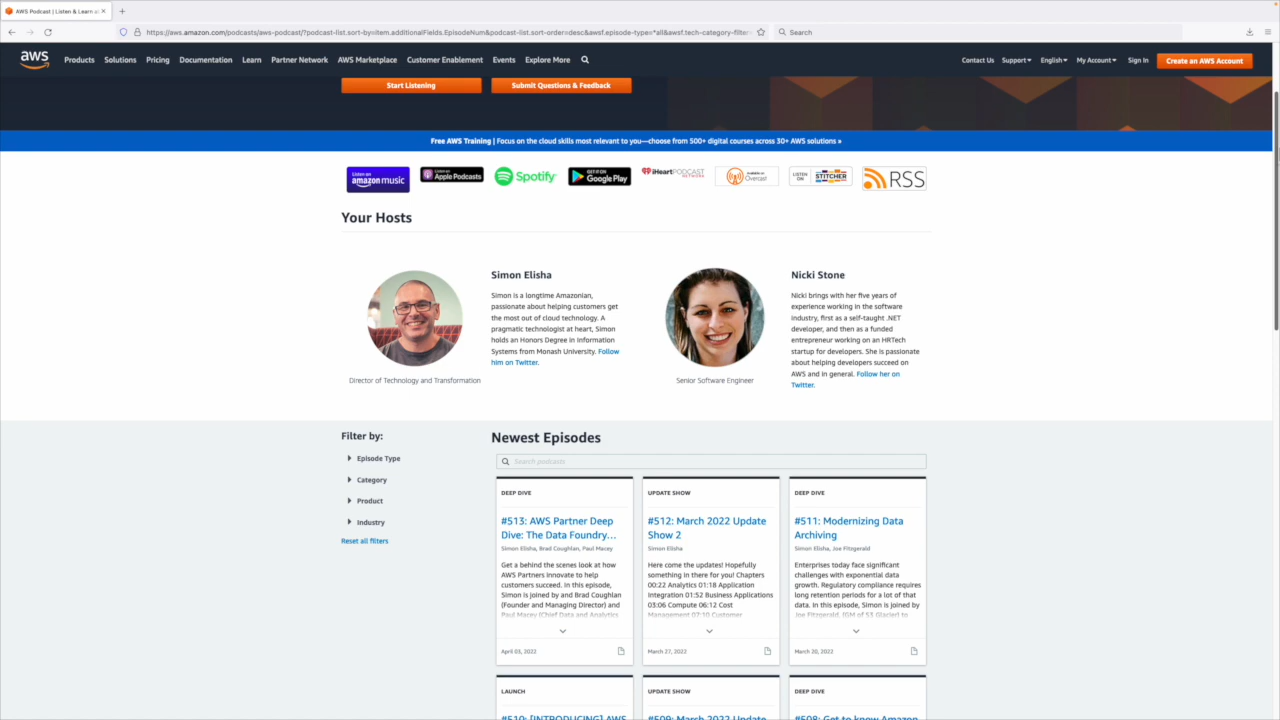 AWS Podcast | Listen & Learn a
https://aws.amazon.com/podcasts/aws-podcast/?podcast-list.sort-by=item.additionalFields.EpisodeNum&podcast-list.sort-order=desc&awsf.episode-type=*all&awsf.tech-category-filter
Search
aws
Products Solutions Pricing Documentation Learn Partner Network AWS Marketplace Customer Enablement Events Explore More
Contact Us Support English My Account Sign In Create an AWS Account
Start Listening
Submit Questions & Feedback
Free AWS Training | Focus on the cloud skills most relevant to you—choose from 500+ digital courses across 30+ AWS solutions »
Listen on
amazon music
Listen on
Apple Podcasts
Spotify
GET IT ON
Google Play
iHeartPODCAST
NETWORK
Available on
Overcast
LISTEN
ON
STITCHER
RSS
Your Hosts
Simon Elisha
Simon is a longtime Amazonian,
passionate about helping customers get
the most out of cloud technology. A
pragmatic technologist at heart, Simon
holds an Honors Degree in Information
Systems from Monash University. Follow
him on Twitter.
Director of Technology and Transformation
Nicki Stone
Nicki brings with her five years of
experience working in the software
industry, first as a self-taught .NET
developer, and then as a funded
entrepreneur working on an HRTech
startup for developers. She is passionate
about helping developers succeed on
AWS and in general. Follow her on
Twitter.
Senior Software Engineer
Filter by:
Episode Type
Category
Product
Industry
Reset all filters
Newest Episodes
Search podcasts
DEEP DIVE
#513: AWS Partner Deep
Dive: The Data Foundry...
Simon Elisha, Brad Coughlan, Paul Macey
Get a behind the scenes look at how
AWS Partners innovate to help
customers succeed. In this episode,
Simon is joined by and Brad Coughlan
(Founder and Managing Director) and
Paul Macey (Chief Data and Analytics
April 03, 2022
UPDATE SHOW
#512: March 2022 Update
Show 2
Simon Elisha
Here come the updates! Hopefully
something in there for you! Chapters
00:22 Analytics 01:18 Application
Integration 01:52 Business Applications
03:06 Compute 06:12 Cost
Management 07:10 Customer
March 27, 2022
DEEP DIVE
#511: Modernizing Data
Archiving
Simon Elisha, Joe Fitzgerald
Enterprises today face significant
challenges with exponential data
growth. Regulatory compliance requires
long retention periods for a lot of that
data. In this episode, Simon is joined by
Joe Fitzgerald, (GM of S3 Glacier) to
March 20, 2022
LAUNCH
#510: [INTRODUCING] AWS
UPDATE SHOW
#509: March 2022 Update
DEEP DIVE
#508: Get to know Amazon